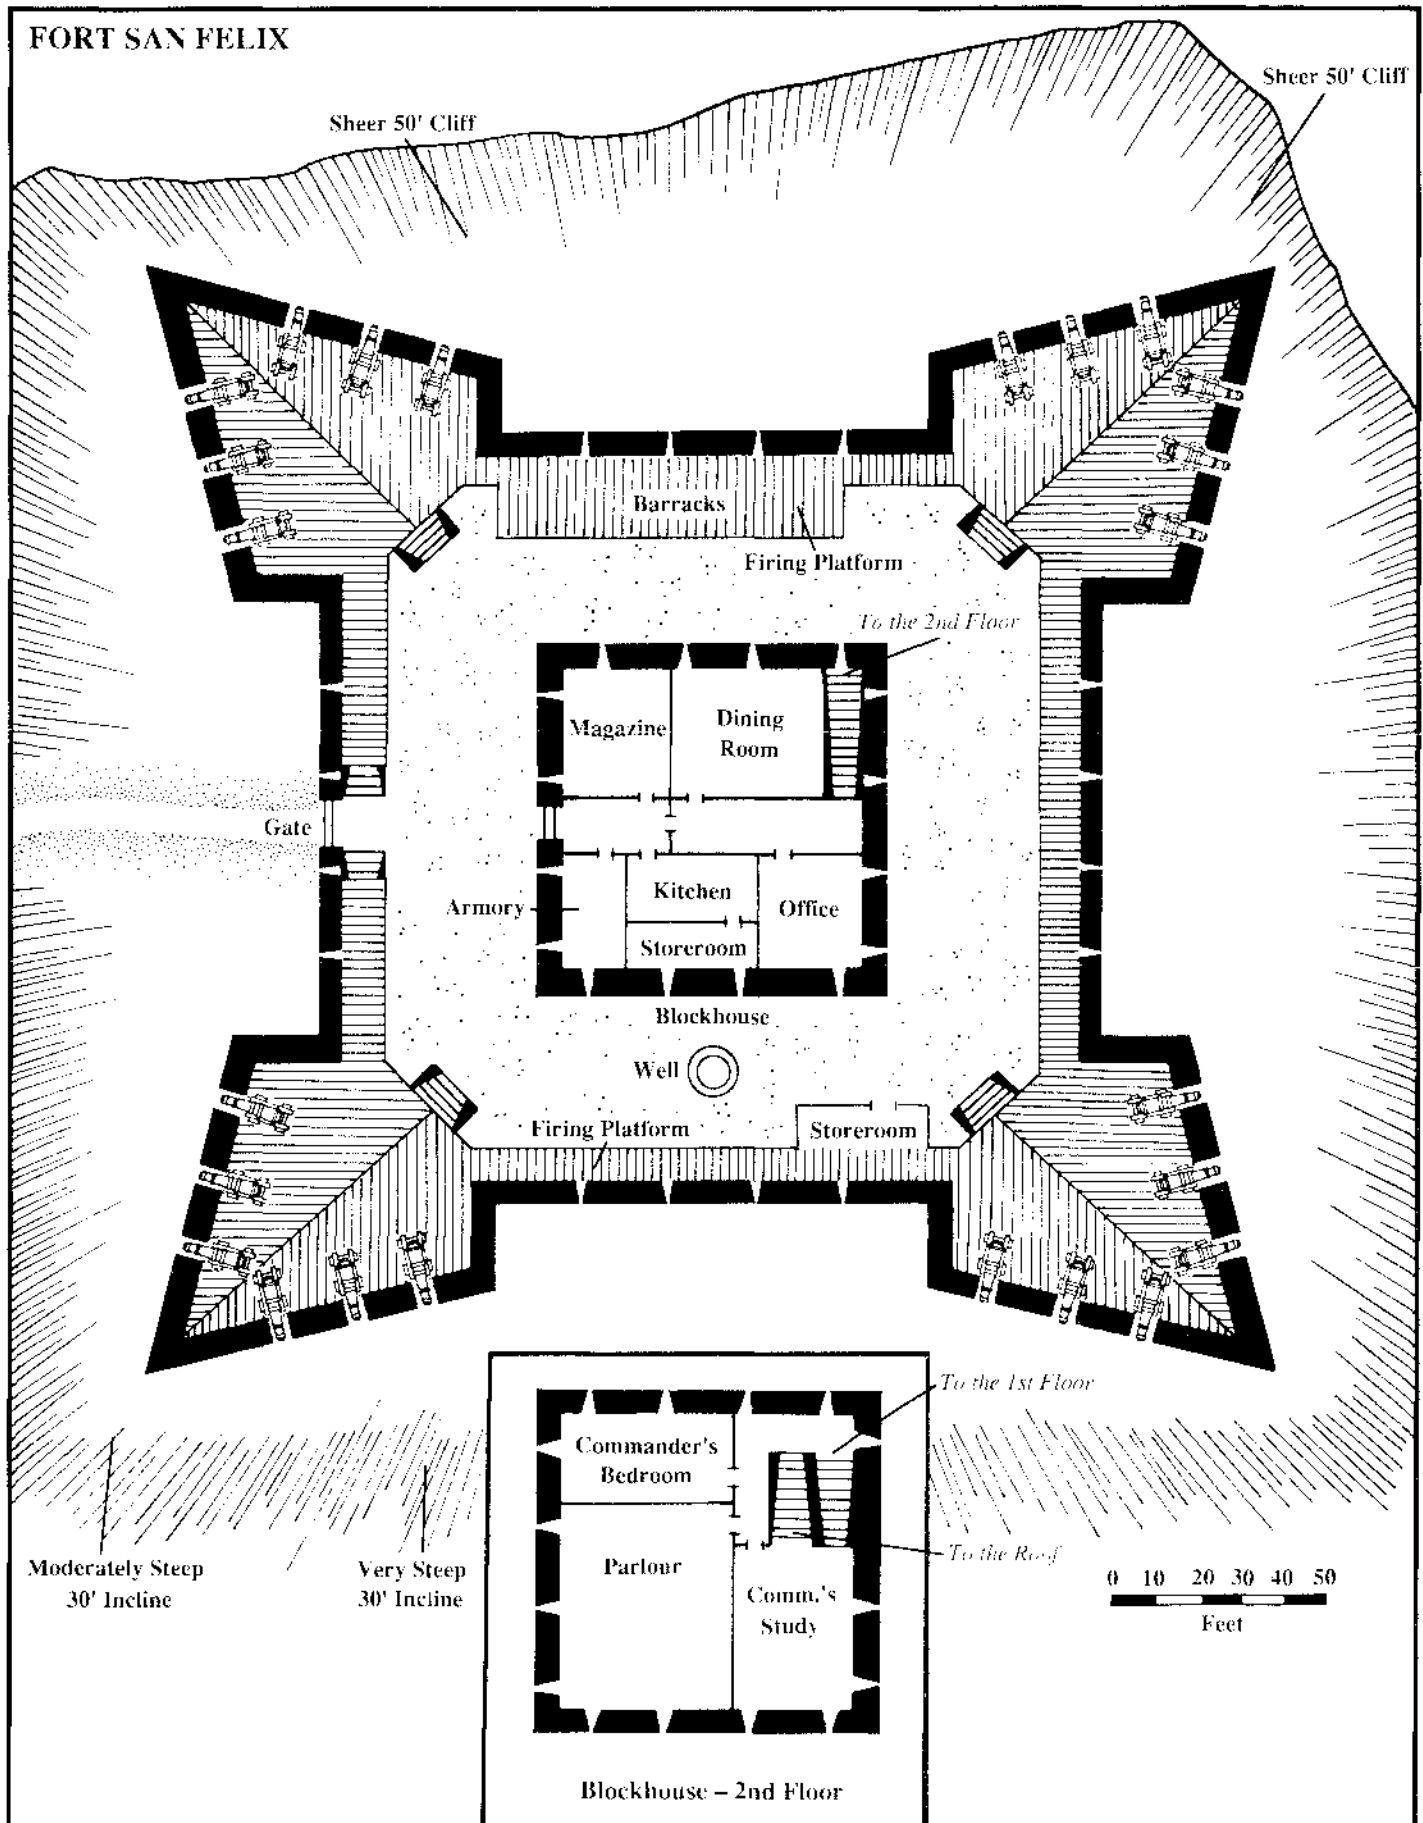 FORT SAN FELIX
Sheer 50' Cliff
Sheer 50' Cliff
Barracks
Firing Platform
To the 2nd Floor
Magazine
Dining
Room
Gate
Kitchen
Armory
Office
Storeroom
Blockhouse
Well
Firing Platform
Storeroom
To the 1st Floor
Commander's
Bedroom
To the Roof
Moderately Steep
30' Incline
Very Steep
30' Incline
Parlour
Comm.'s
Study
0 10 20 30 40 50
Feet
Blockhouse – 2nd Floor